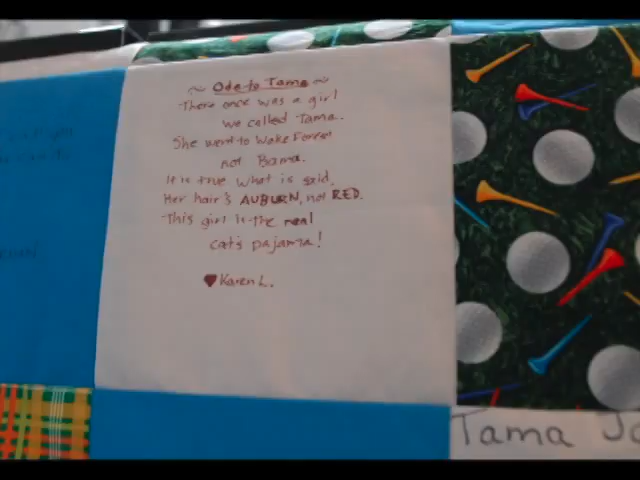 ~ Ode to Tama ~
There once was a girl
we called Tama.
She went to Wake Forest
not Bama.
It is true what is said,
Her hair's AUBURN, not RED.
This girl is the real
cat's pajama!
♥ Karen L.
Tama